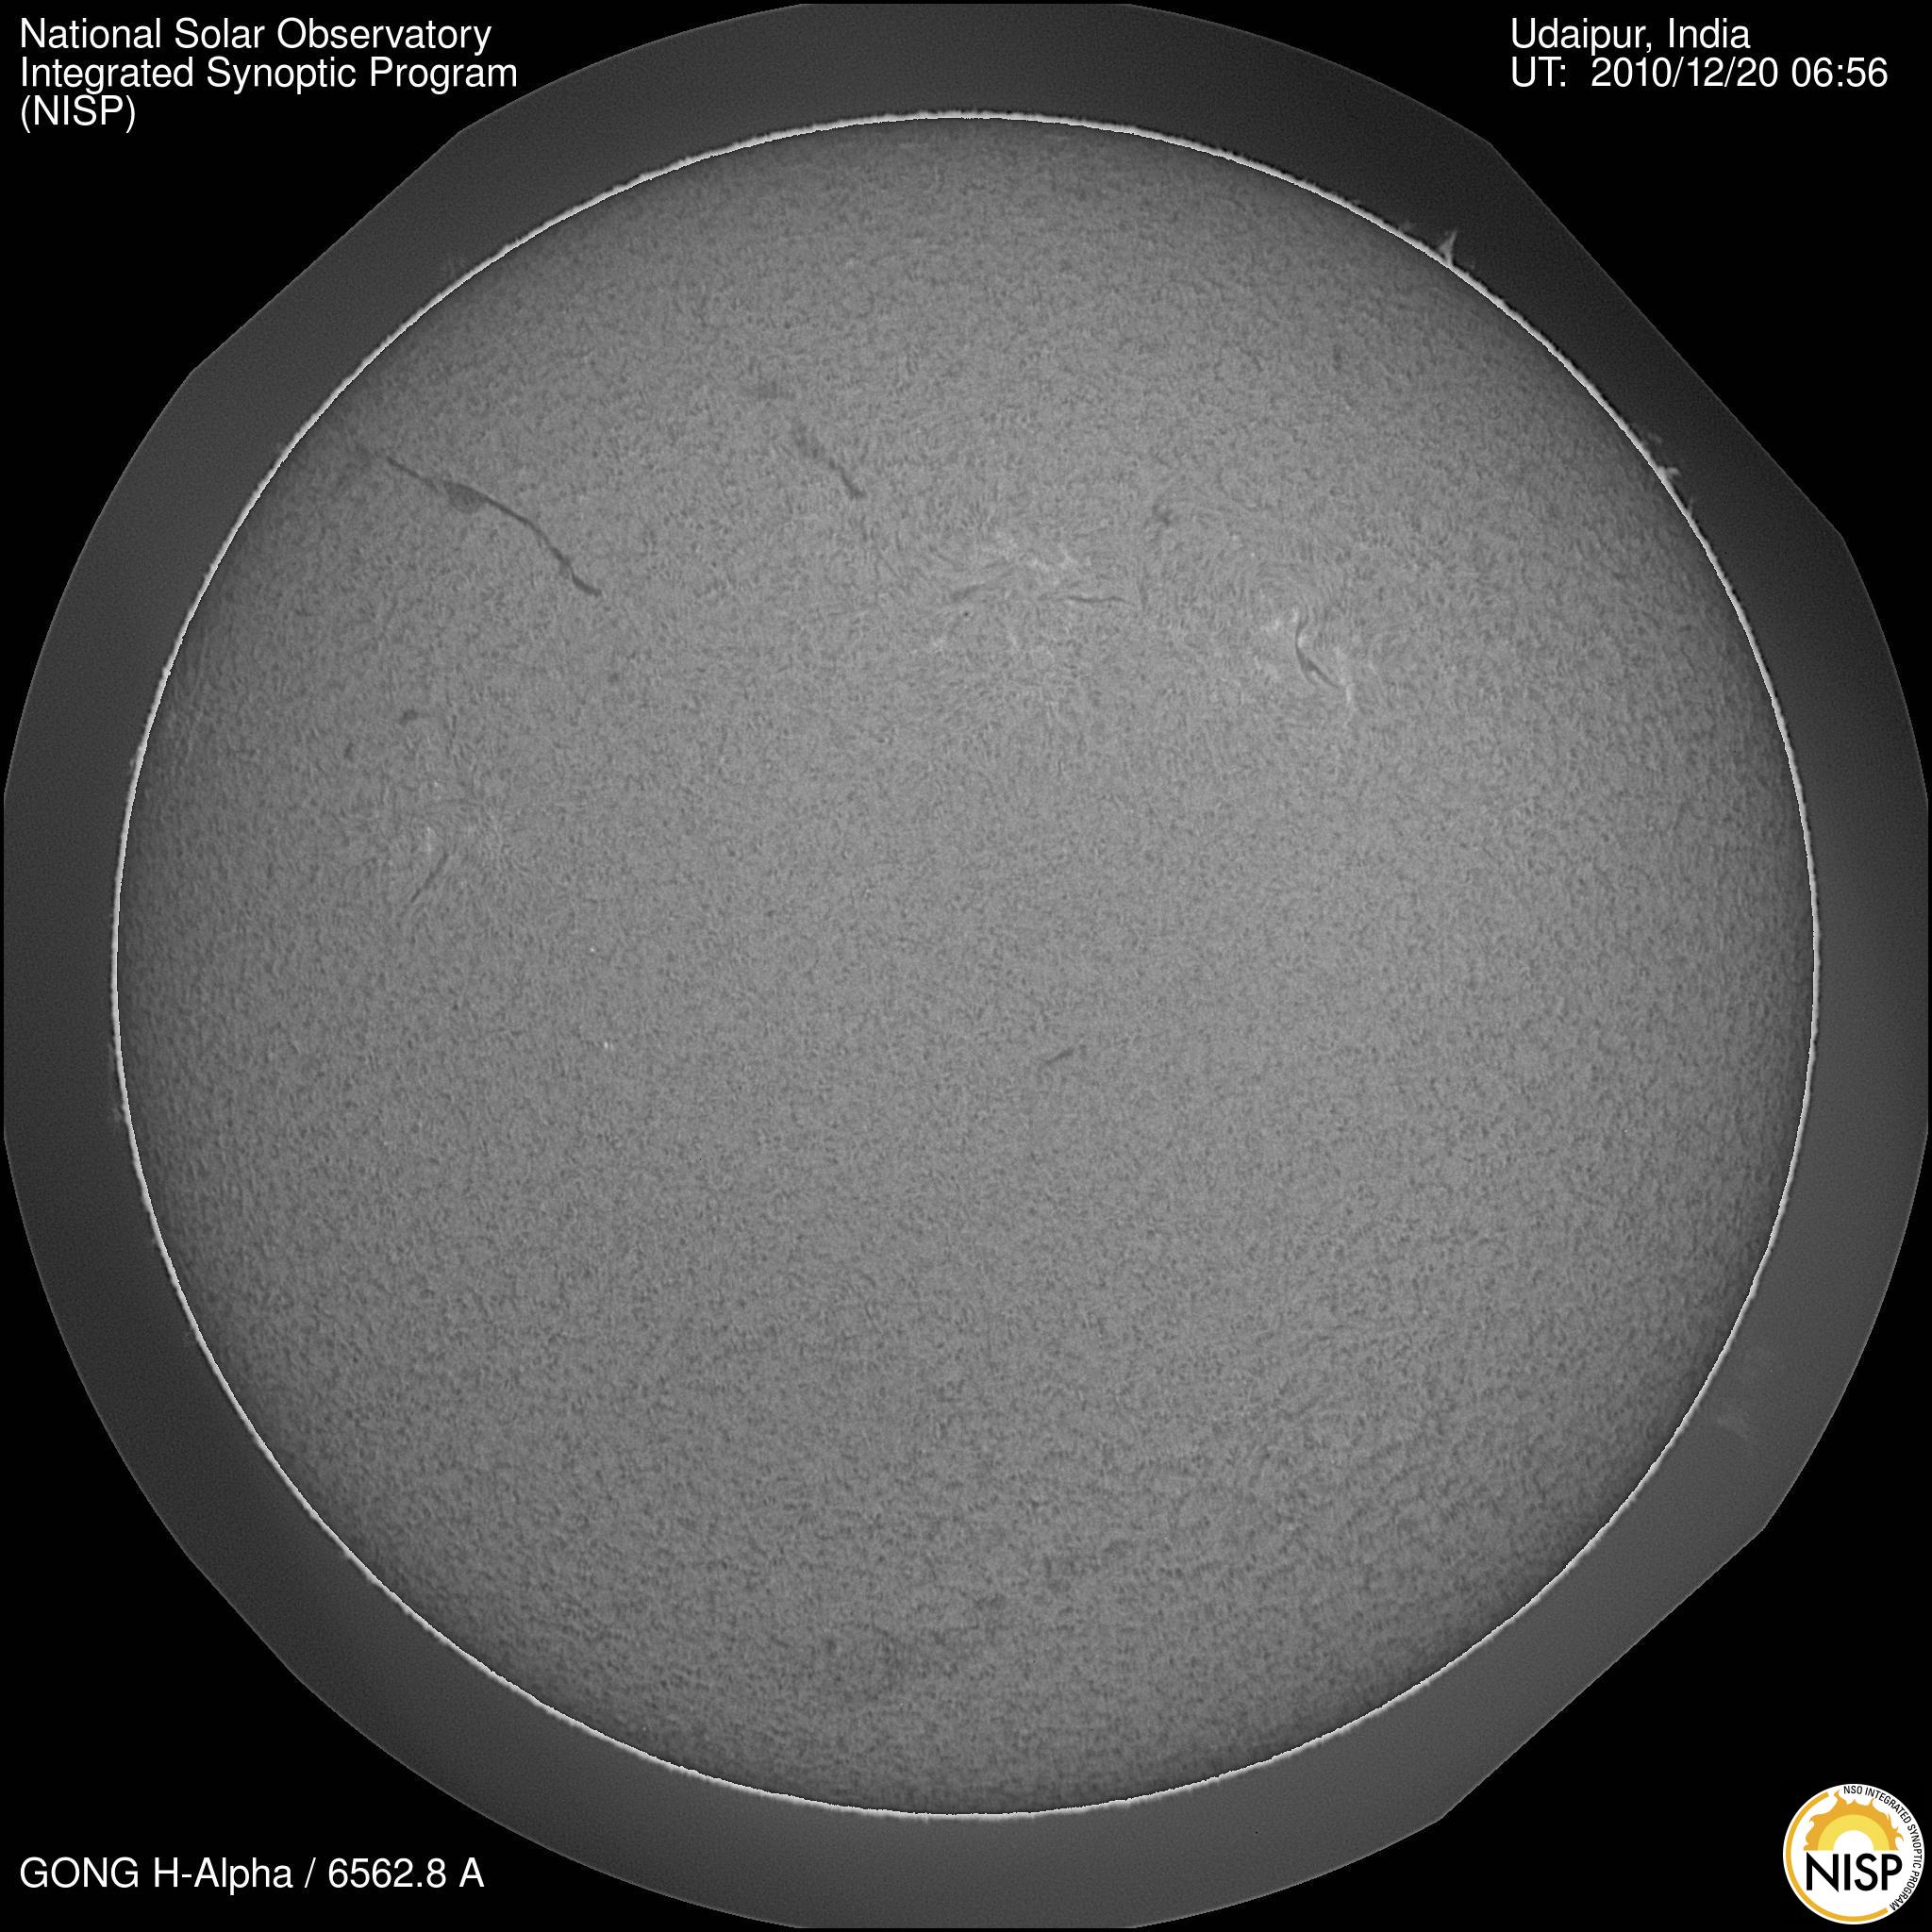 National Solar Observatory
Integrated Synoptic Program
(NISP)
Udaipur, India
UT:  2010/12/20 06:56
GONG H-Alpha / 6562.8 A
NSO INTEGRATED SYNOPTIC PROGRAM
NISP